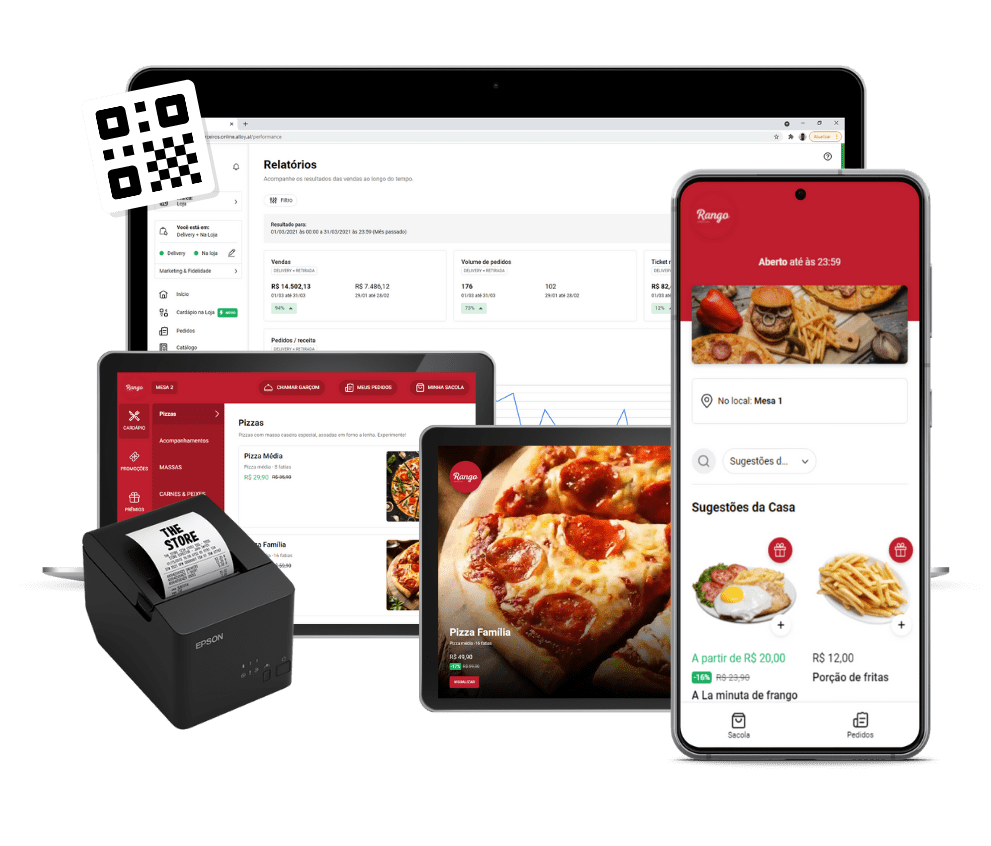 online.alloy.al/performance
Atualizar
Relatórios
Acompanhe os resultados das vendas ao longo do tempo
Filtro
Loja
Você está em:
Delivery + Na Loja
Delivery
Na loja
Marketing & Fidelidade
Início
Cardápio na Loja
NOVO
Pedidos
Catálogo
Resultado para:
01/03/2021 às 00:00 a 31/03/2021 às 23:59 (Mês passado)
Vendas
DELIVERY + RETIRADA
R$ 14.502,13
R$ 7.486,12
01/03 até 31/03
29/01 até 28/02
94%
Volume de pedidos
DELIVERY + RETIRADA
176
102
01/03 até 31/03
29/01 até 28/02
73%
Ticket
R$ 82,
01/03 até
12%
Pedidos / receita
DELIVERY + RETIRADA
Rango
MESA 2
CHAMAR GARÇOM
MEUS PEDIDOS
MINHA SACOLA
CARDÁPIO
PROMOÇÕES
PRÊMIOS
Pizzas
Acompanhamentos
MASSAS
CARNES & PEIXES
Pizzas
Pizzas com massa caseira especial, assadas em forno a lenha. Experimente!
Pizza Média
Pizza média - 8 fatias
R$ 29,90 R$ 35,90
Família
THE
STORE
EPSON
Rango
Pizza Família
Pizza média -16 fatias
R$ 49,90
-17% R$ 59,90
VISUALIZAR
Rango
Aberto até às 23:59
No local: Mesa 1
Sugestões d...
Sugestões da Casa
A partir de R$ 20,00
-16% R$ 23,90
A La minuta de frango
R$ 12,00
Porção de fritas
Sacola
Pedidos